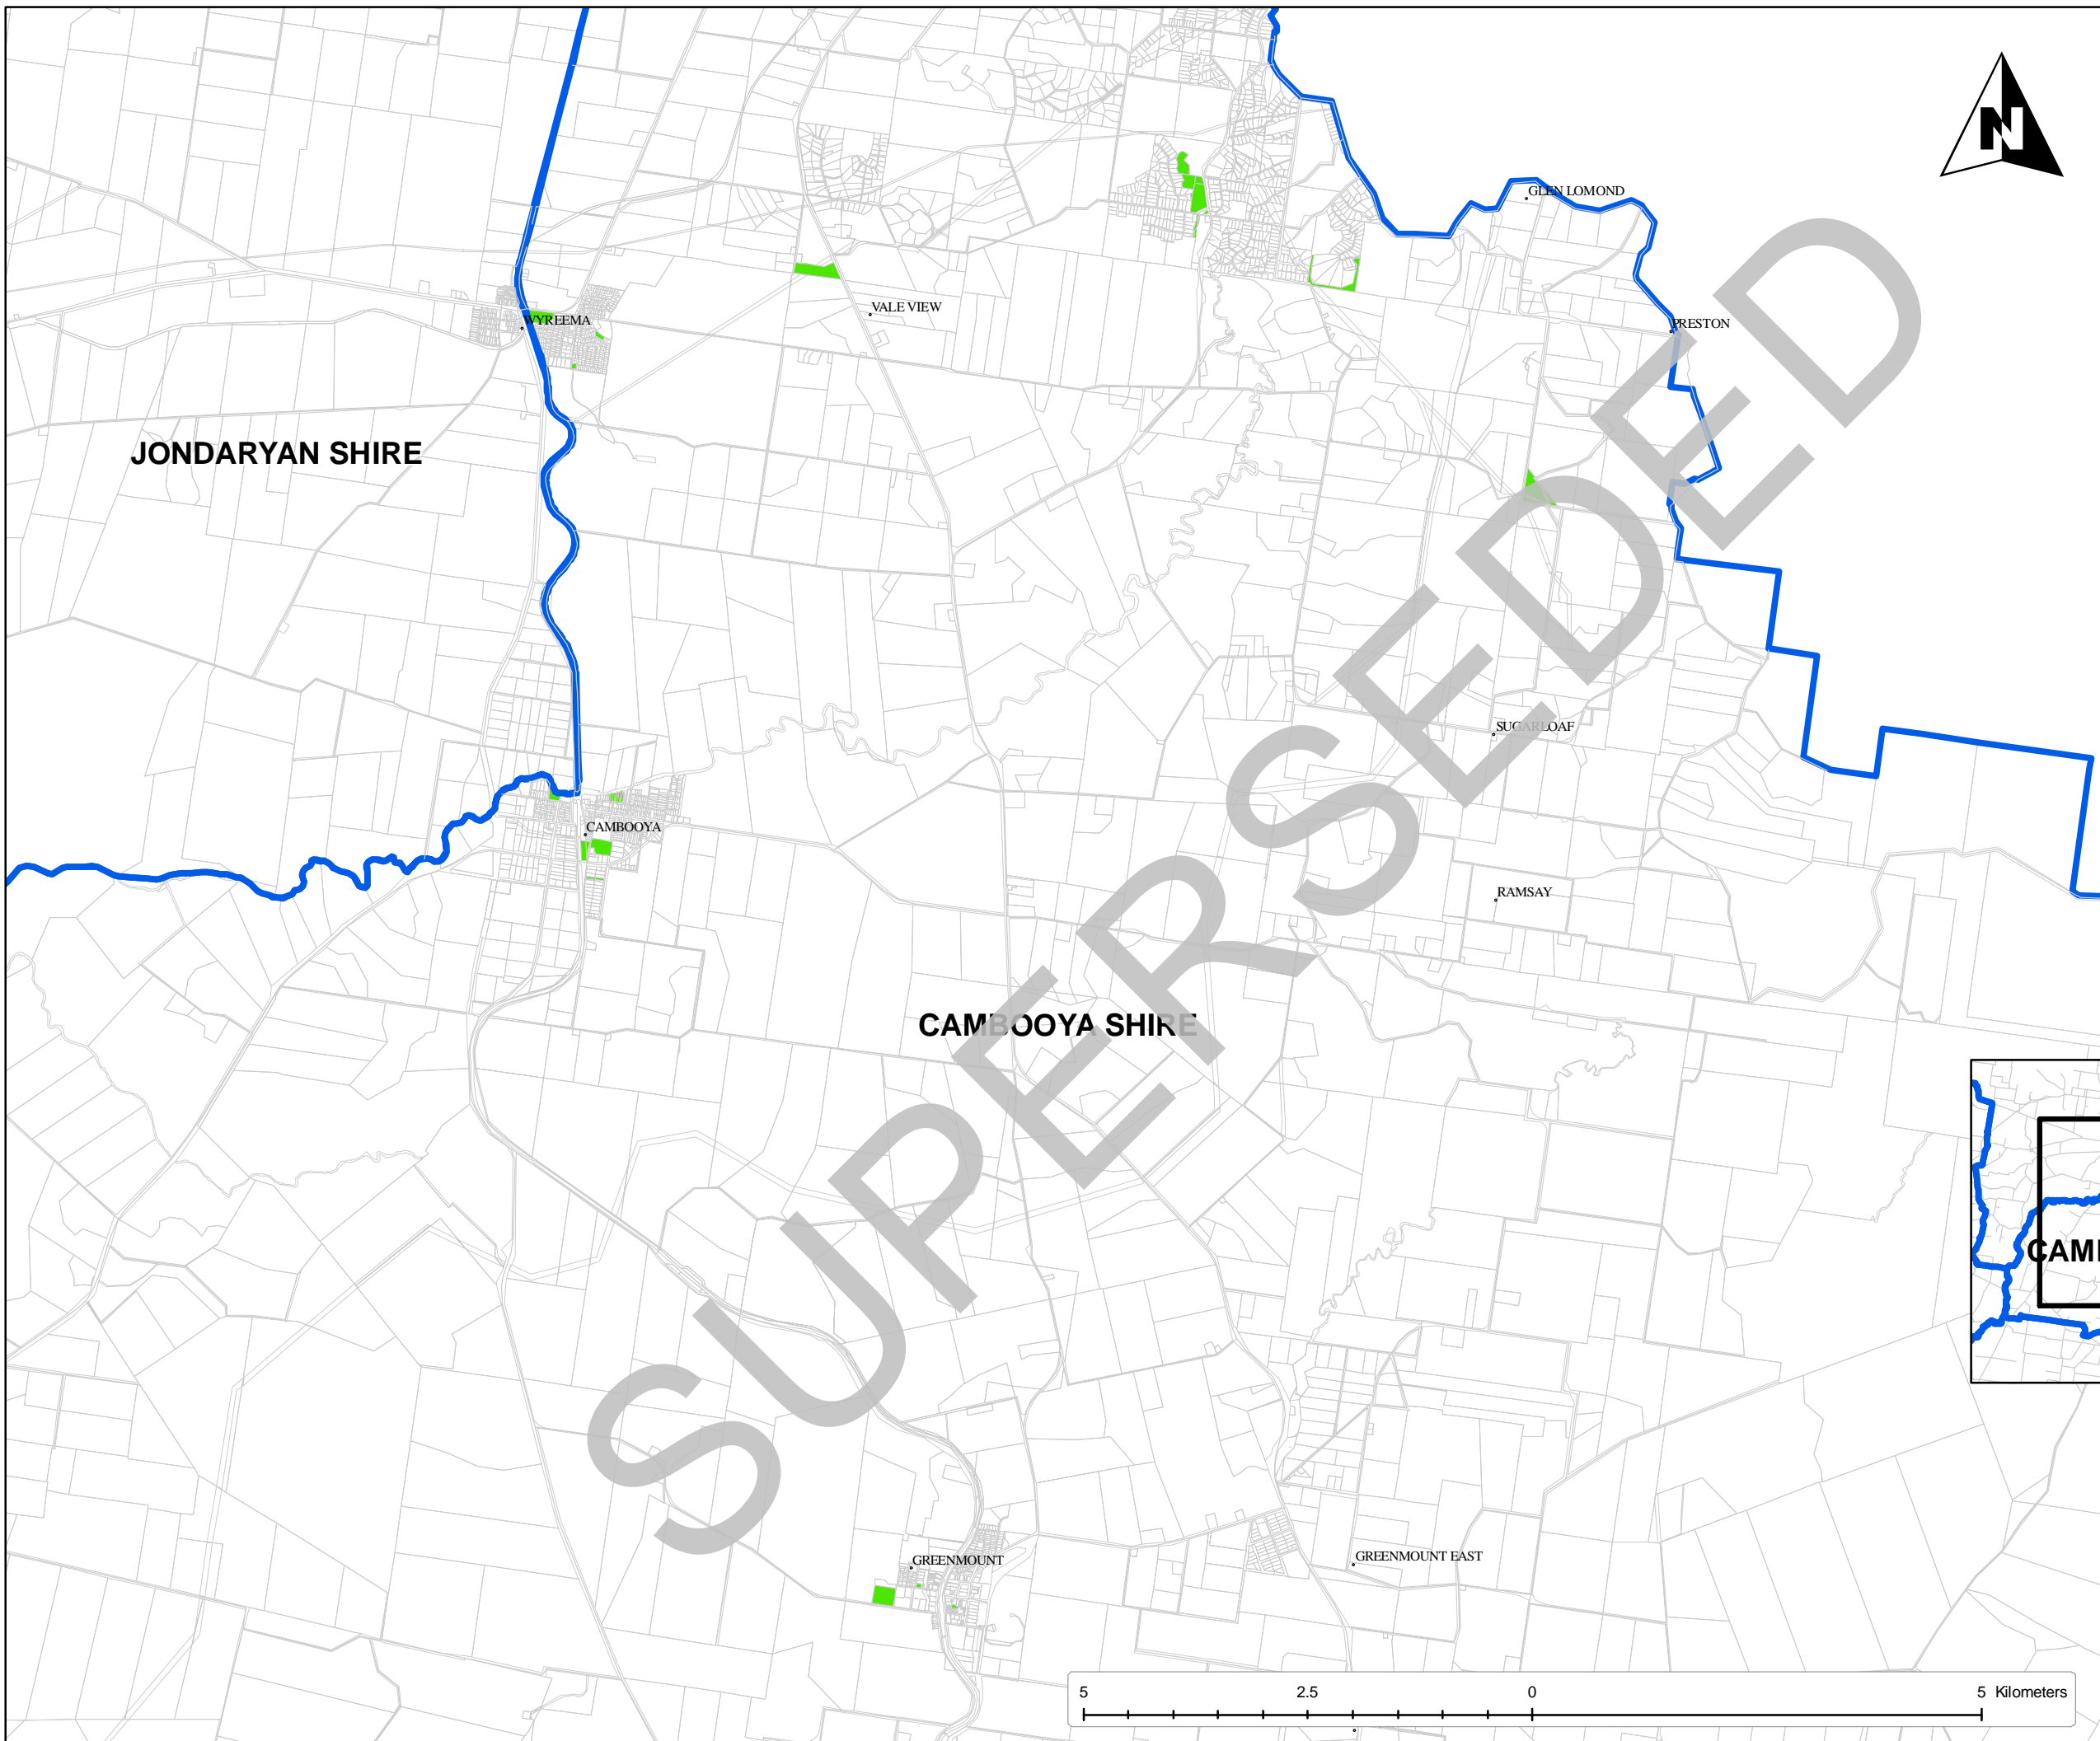 N
GLEN LOMOND
VALE VIEW
WYREEMA
PRESTON
JONDARYAN SHIRE
SUGARLOAF
CAMBOOYA
RAMSAY
CAMBOOYA SHIRE
SUPERSEDED
CAM
GREENMOUNT
GREENMOUNT EAST
5 2.5 0 5 Kilometers